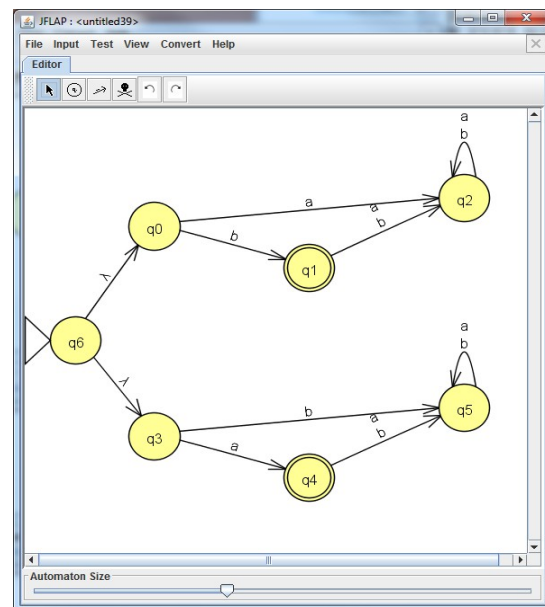 JFLAP : <untitled39>
File Input Test View Convert Help
Editor
a
b
q2
a
a
b
q0
b
q1
λ
q6
λ
a
b
q5
b
a
b
q3
a
q4
Automaton Size